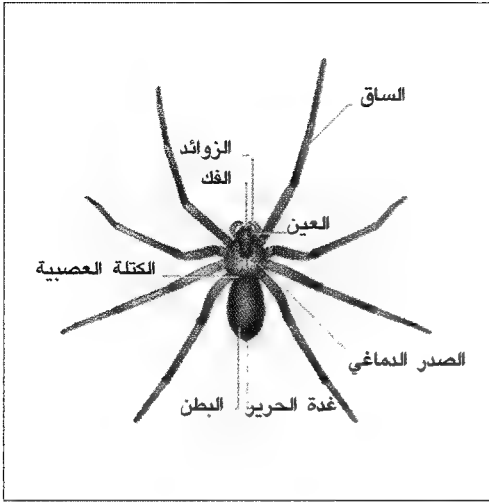 الساق
الزوائد
الفك
العين
الكتلة العصبية
الصدر الدماغي
غدة الحرير
البطن